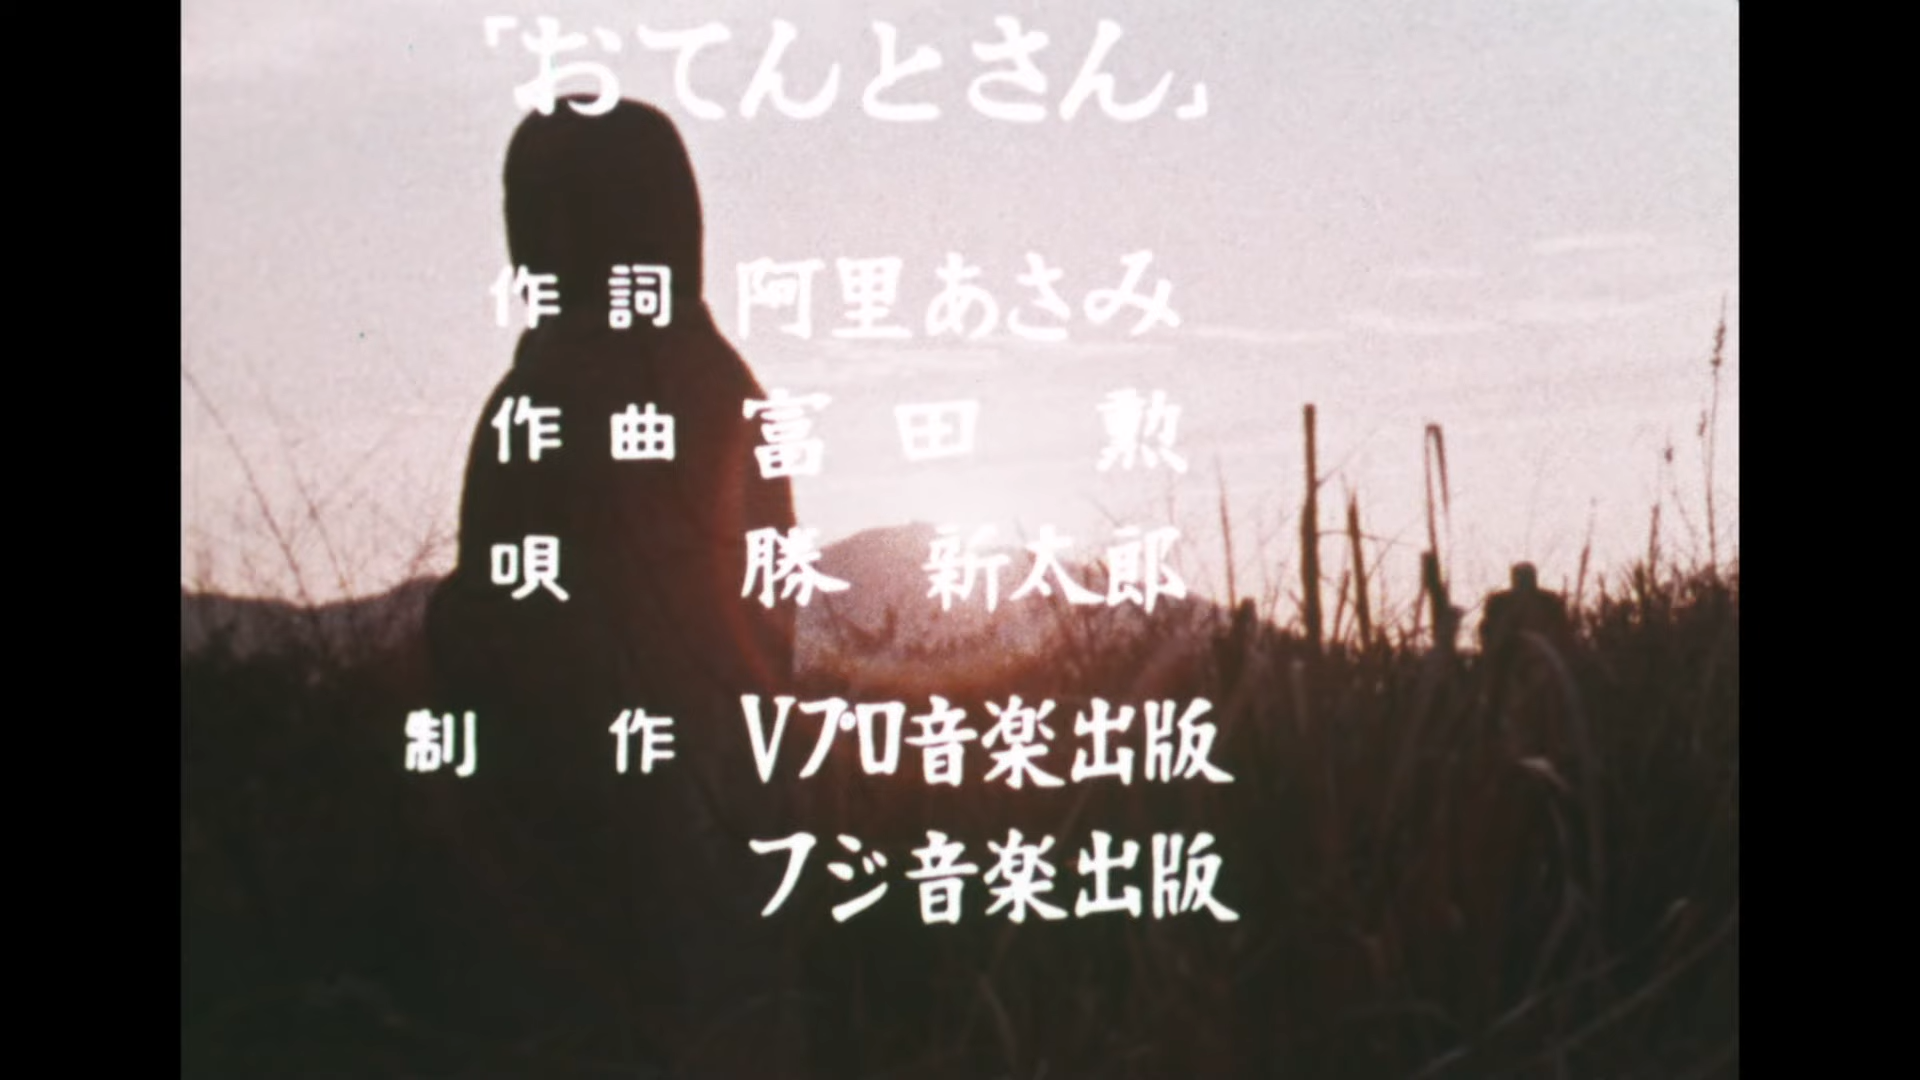 「おてんとさん」
作詞 阿里あさみ
作曲 富田 勲
唄 勝 新太郎
制作 Vプロ音楽出版
フジ音楽出版